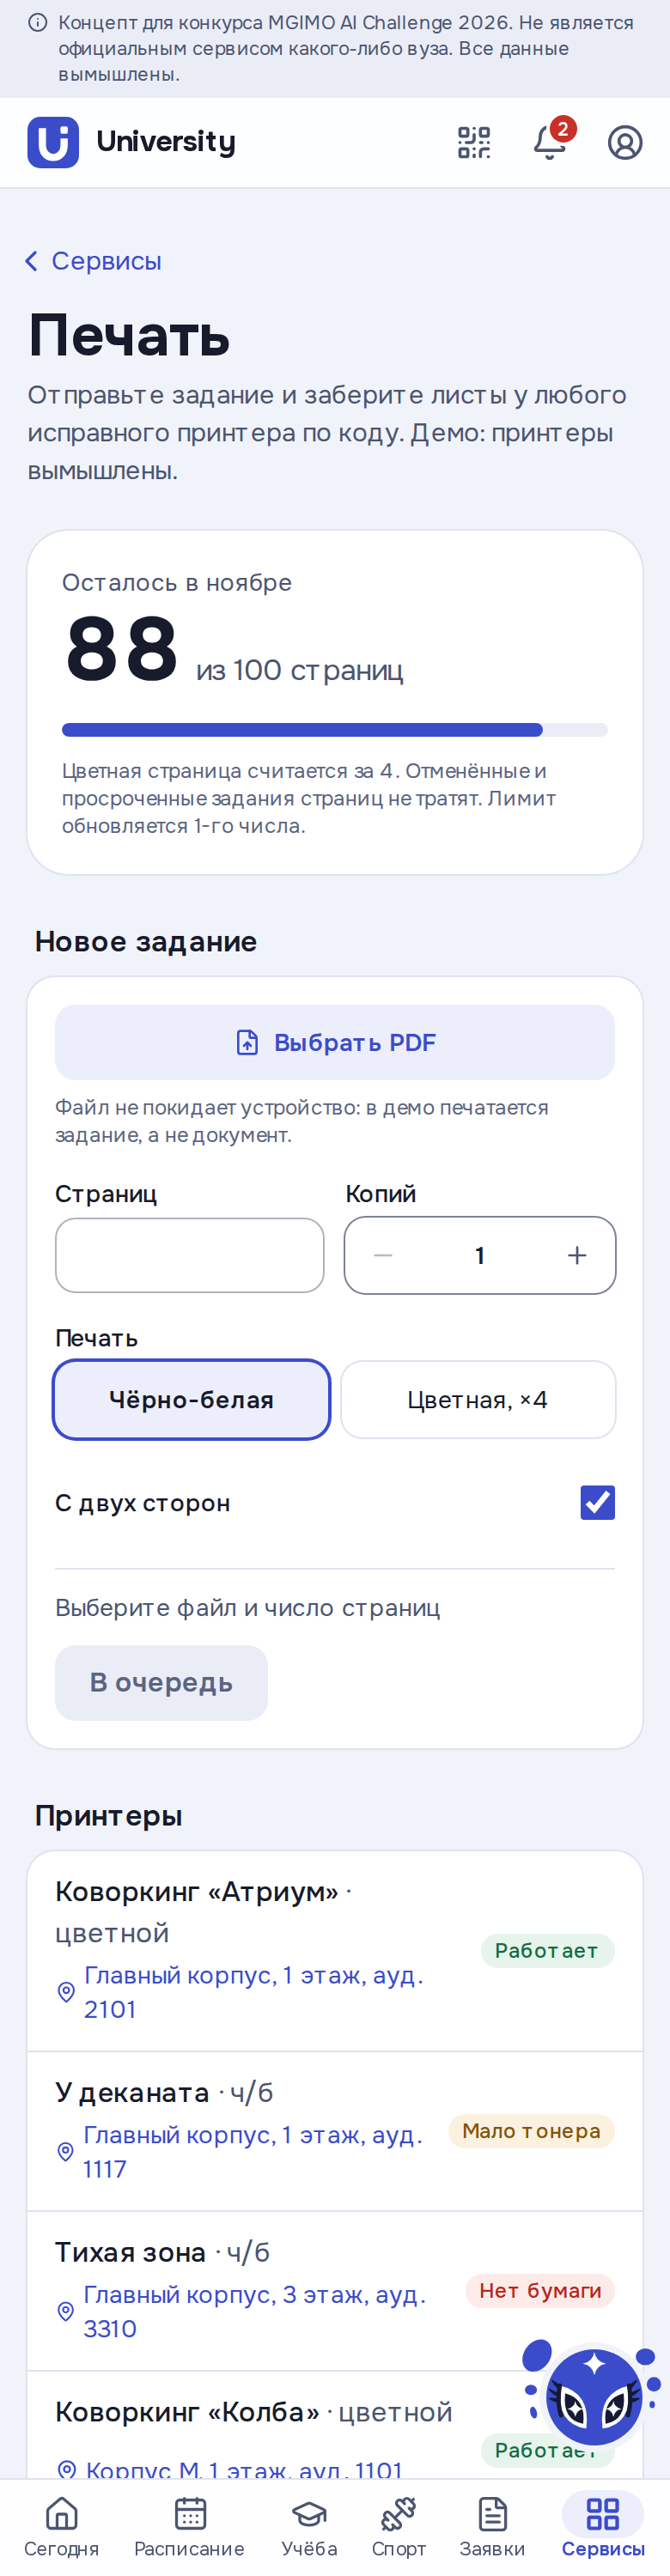 Концепт для конкурса MGIMO AI Challenge 2026. Не является
официальным сервисом какого-либо вуза. Все данные
вымышлены.
University
2
Сервисы
Печать
Отправьте задание и заберите листы у любого
исправного принтера по коду. Демо: принтеры
вымышлены.
Осталось в ноябре
88 из 100 страниц
Цветная страница считается за 4. Отменённые и
просроченные задания страниц не тратят. Лимит
обновляется 1-го числа.
Новое задание
Выбрать PDF
Файл не покидает устройство: в демо печатается
задание, а не документ.
Страниц
Копий
1
Печать
Чёрно-белая
Цветная, ×4
С двух сторон
Выберите файл и число страниц
В очередь
Принтеры
Коворкинг «Атриум» ·
цветной
Главный корпус, 1 этаж, ауд.
2101
Работает
У деканата · ч/б
Главный корпус, 1 этаж, ауд.
1117
Мало тонера
Тихая зона · ч/б
Главный корпус, 3 этаж, ауд.
3310
Нет бумаги
Коворкинг «Колба» · цветной
Корпус М, 1 этаж, ауд. 1101
Работает
Сегодня
Расписание
Учёба
Спорт
Заявки
Сервисы